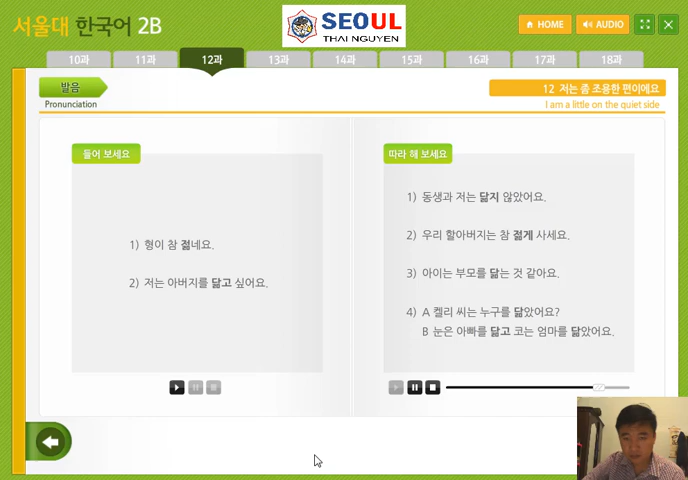 서울대 한국어 2B
SEOUL
THAI NGUYEN
HOME
AUDIO
10과
11과
12과
13과
14과
15과
16과
17과
18과
발음
Pronunciation
12 저는 좀 조용한 편이에요
I am a little on the quiet side
들어 보세요
1) 형이 참 젊네요.
2) 저는 아버지를 닮고 싶어요.
따라 해 보세요
1) 동생과 저는 닮지 않았어요.
2) 우리 할아버지는 참 젊게 사세요.
3) 아이는 부모를 닮는 것 같아요.
4) A 켈리 씨는 누구를 닮았어요?
B 눈은 아빠를 닮고 코는 엄마를 닮았어요.